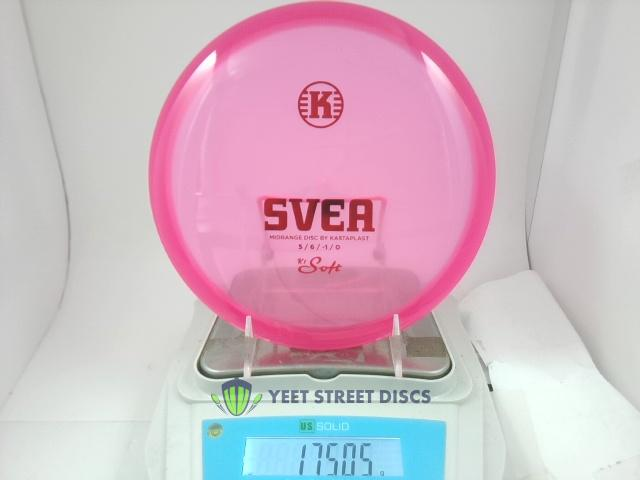 K
SVEA
MIDRANGE DISC BY KASTAPLAST
5 / 6 / -1 / 0
K1 Soft
YEET STREET DISCS
US SOLID
175.05 g